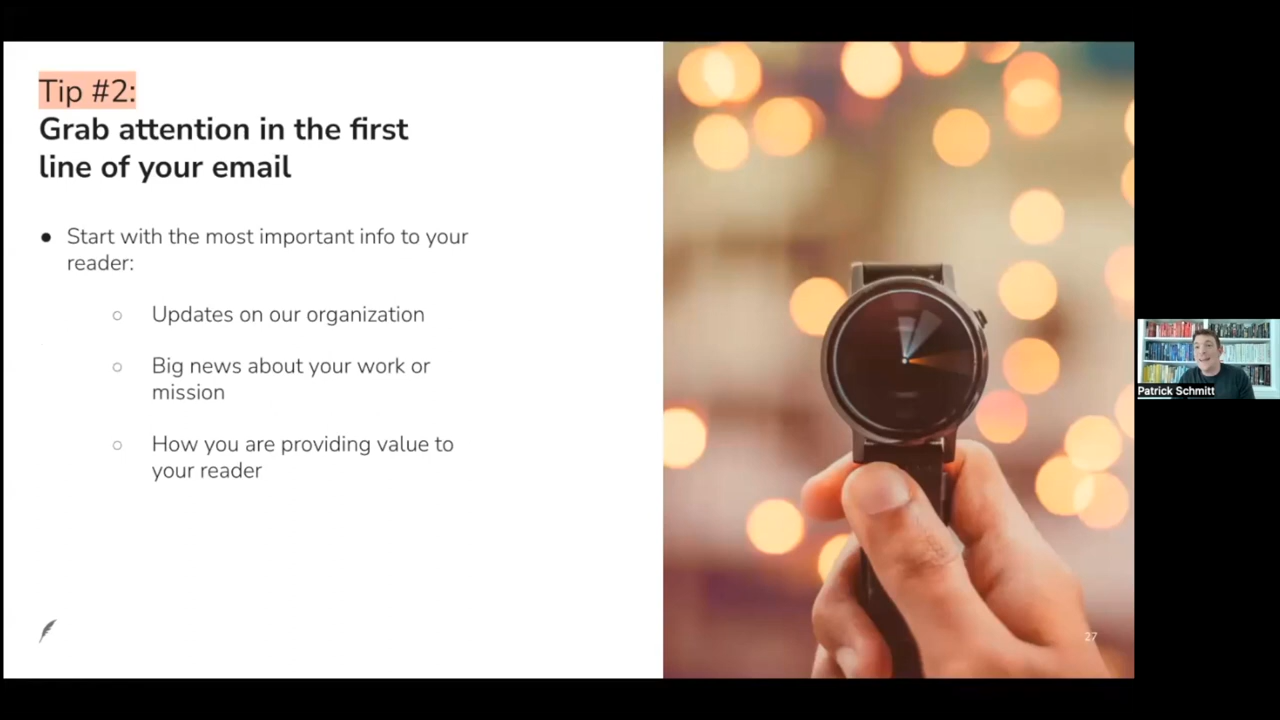 Tip #2:
Grab attention in the first
line of your email
● Start with the most important info to your
reader:
○ Updates on our organization
○ Big news about your work or
mission
○ How you are providing value to
your reader
27
Patrick Schmitt